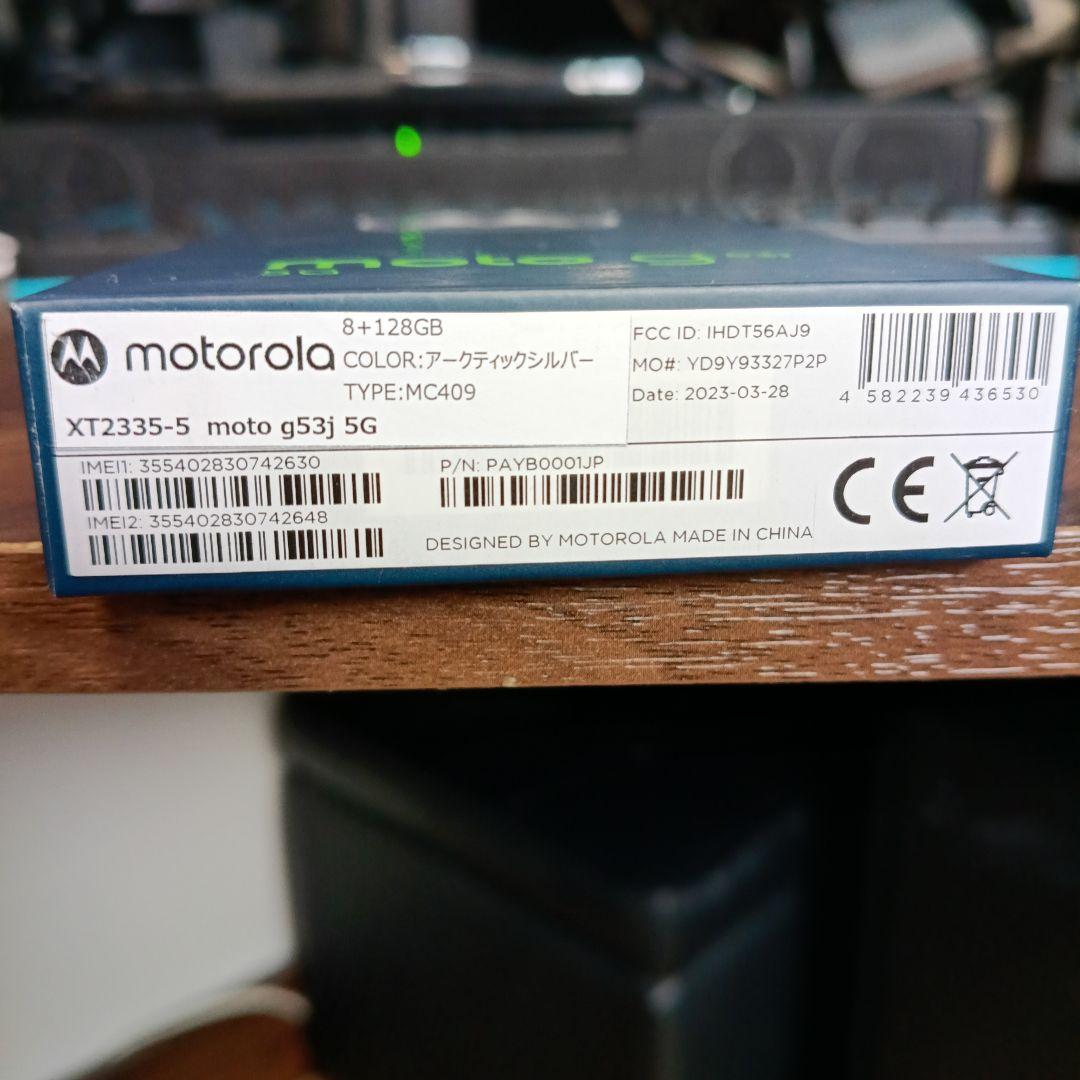 moto g
motorola
8+128GB
COLOR:アークティックシルバー
TYPE:MC409
XT2335-5 moto g53j 5G
FCC ID: IHDT56AJ9
MO#: YD9Y93327P2P
Date: 2023-03-28
4 582239 436530
IMEI1: 355402830742630
IMEI2: 355402830742648
P/N: PAYB0001JP
DESIGNED BY MOTOROLA MADE IN CHINA
CE